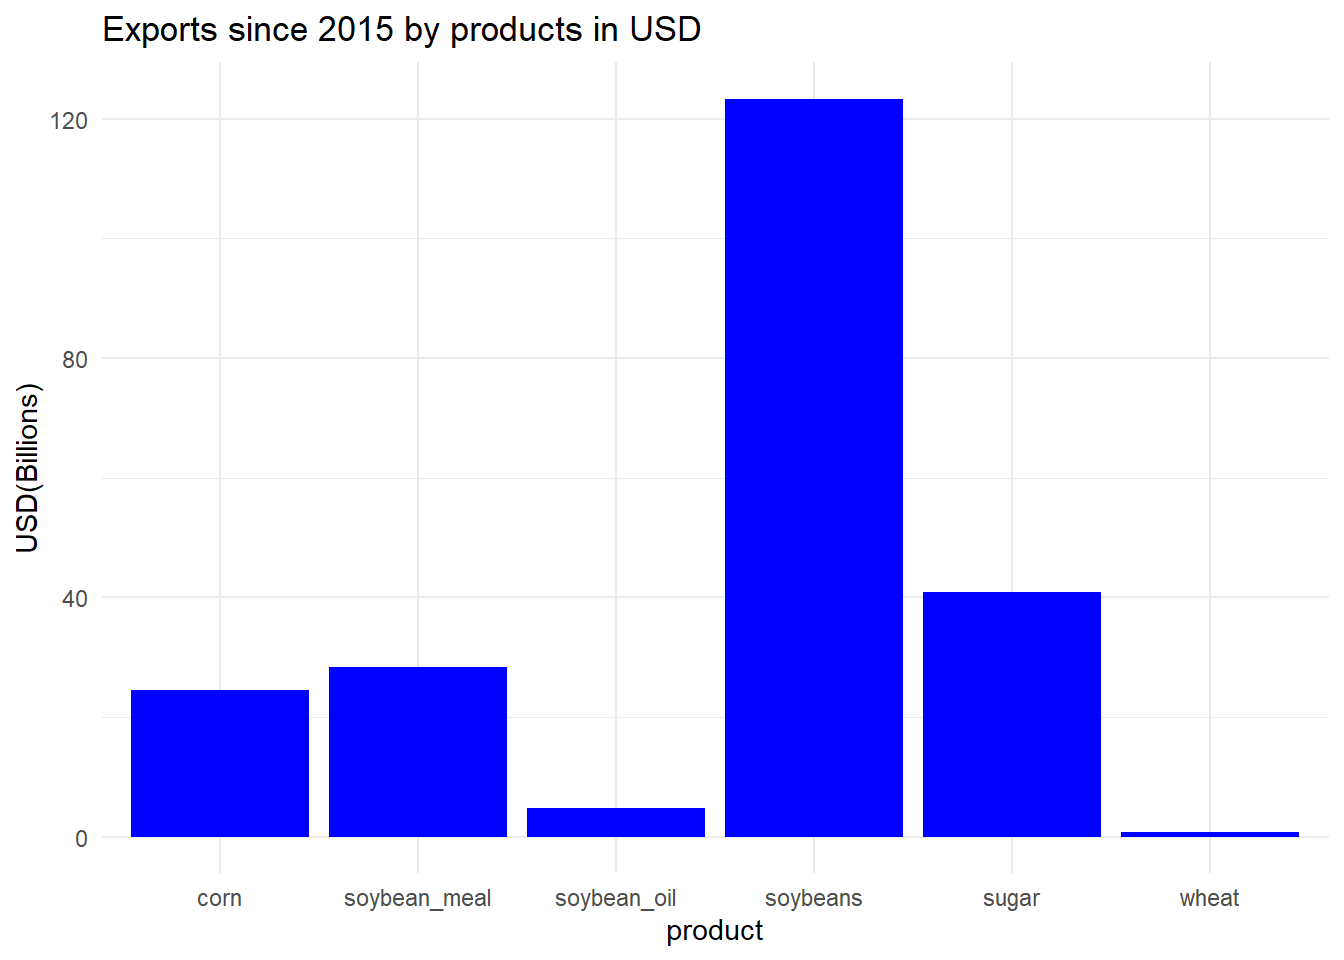 Exports since 2015 by products in USD
USD(Billions)
120
80
40
0
corn soybean_meal soybean_oil soybeans sugar wheat
product